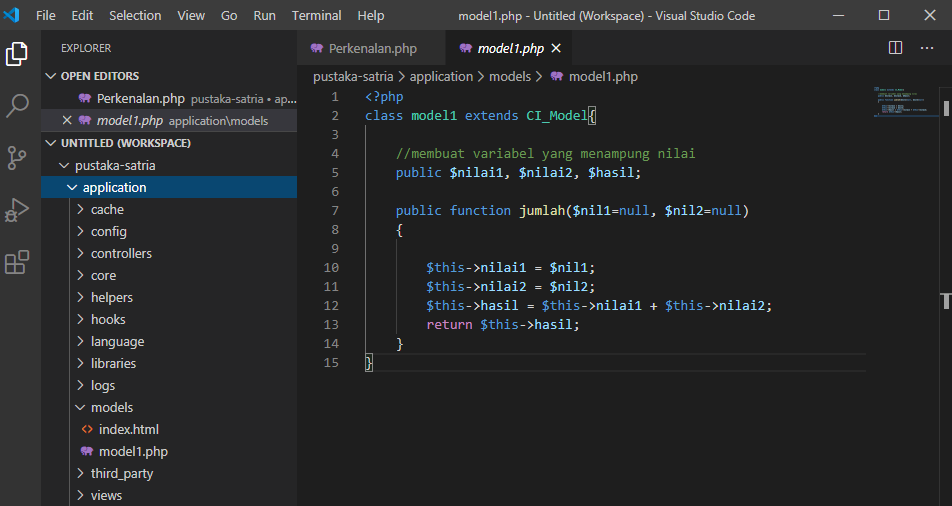 File Edit Selection View Go Run Terminal Help model1.php - Untitled (Workspace) - Visual Studio Code
EXPLORER
OPEN EDITORS
Perkenalan.php pustaka-satria • ap...
model1.php application\models
UNTITLED (WORKSPACE)
pustaka-satria
application
cache
config
controllers
core
helpers
hooks
language
libraries
logs
models
index.html
model1.php
third_party
views
Perkenalan.php model1.php
pustaka-satria > application > models > model1.php
1 <?php
2 class model1 extends CI_Model{
3
4 //membuat variabel yang menampung nilai
5 public $nilai1, $nilai2, $hasil;
6
7 public function jumlah($nil1=null, $nil2=null)
8 {
9
10 $this->nilai1 = $nil1;
11 $this->nilai2 = $nil2;
12 $this->hasil = $this->nilai1 + $this->nilai2;
13 return $this->hasil;
14 }
15 }